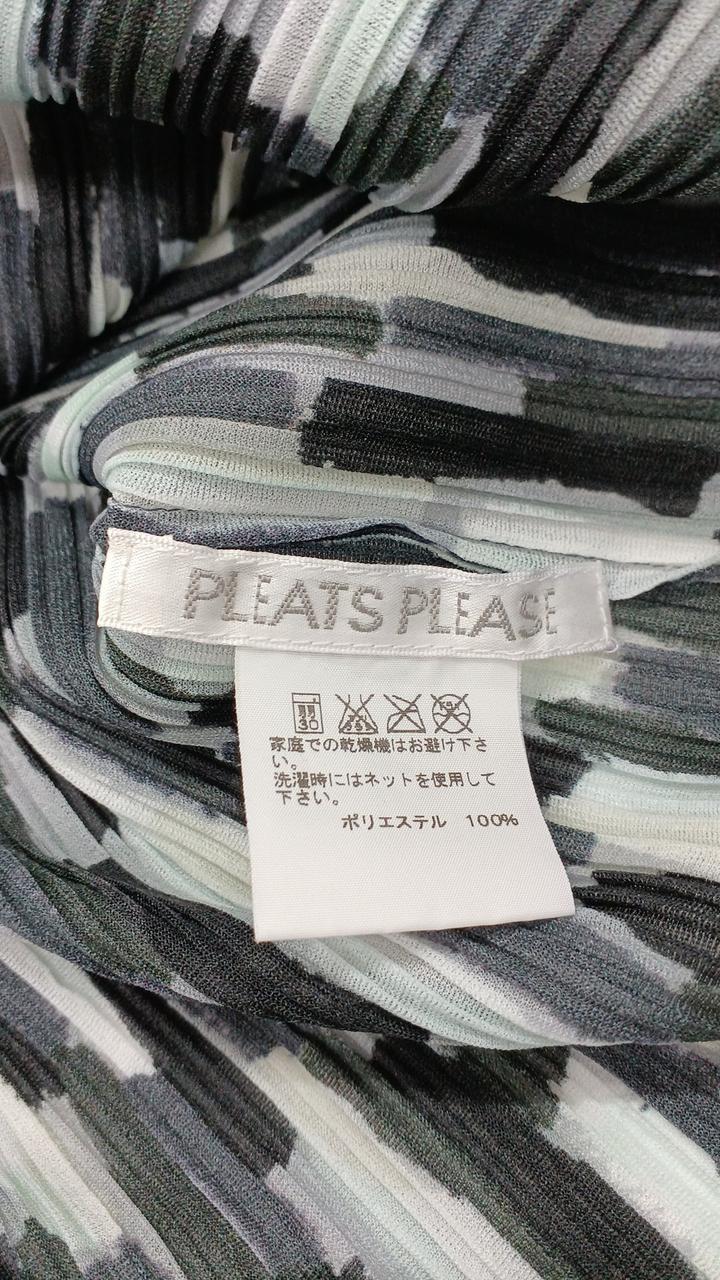 PLEATS PLEASE
30
家庭での乾燥機はお避け下さ
い。
洗濯時にはネットを使用して
下さい。
ポリエステル 100%